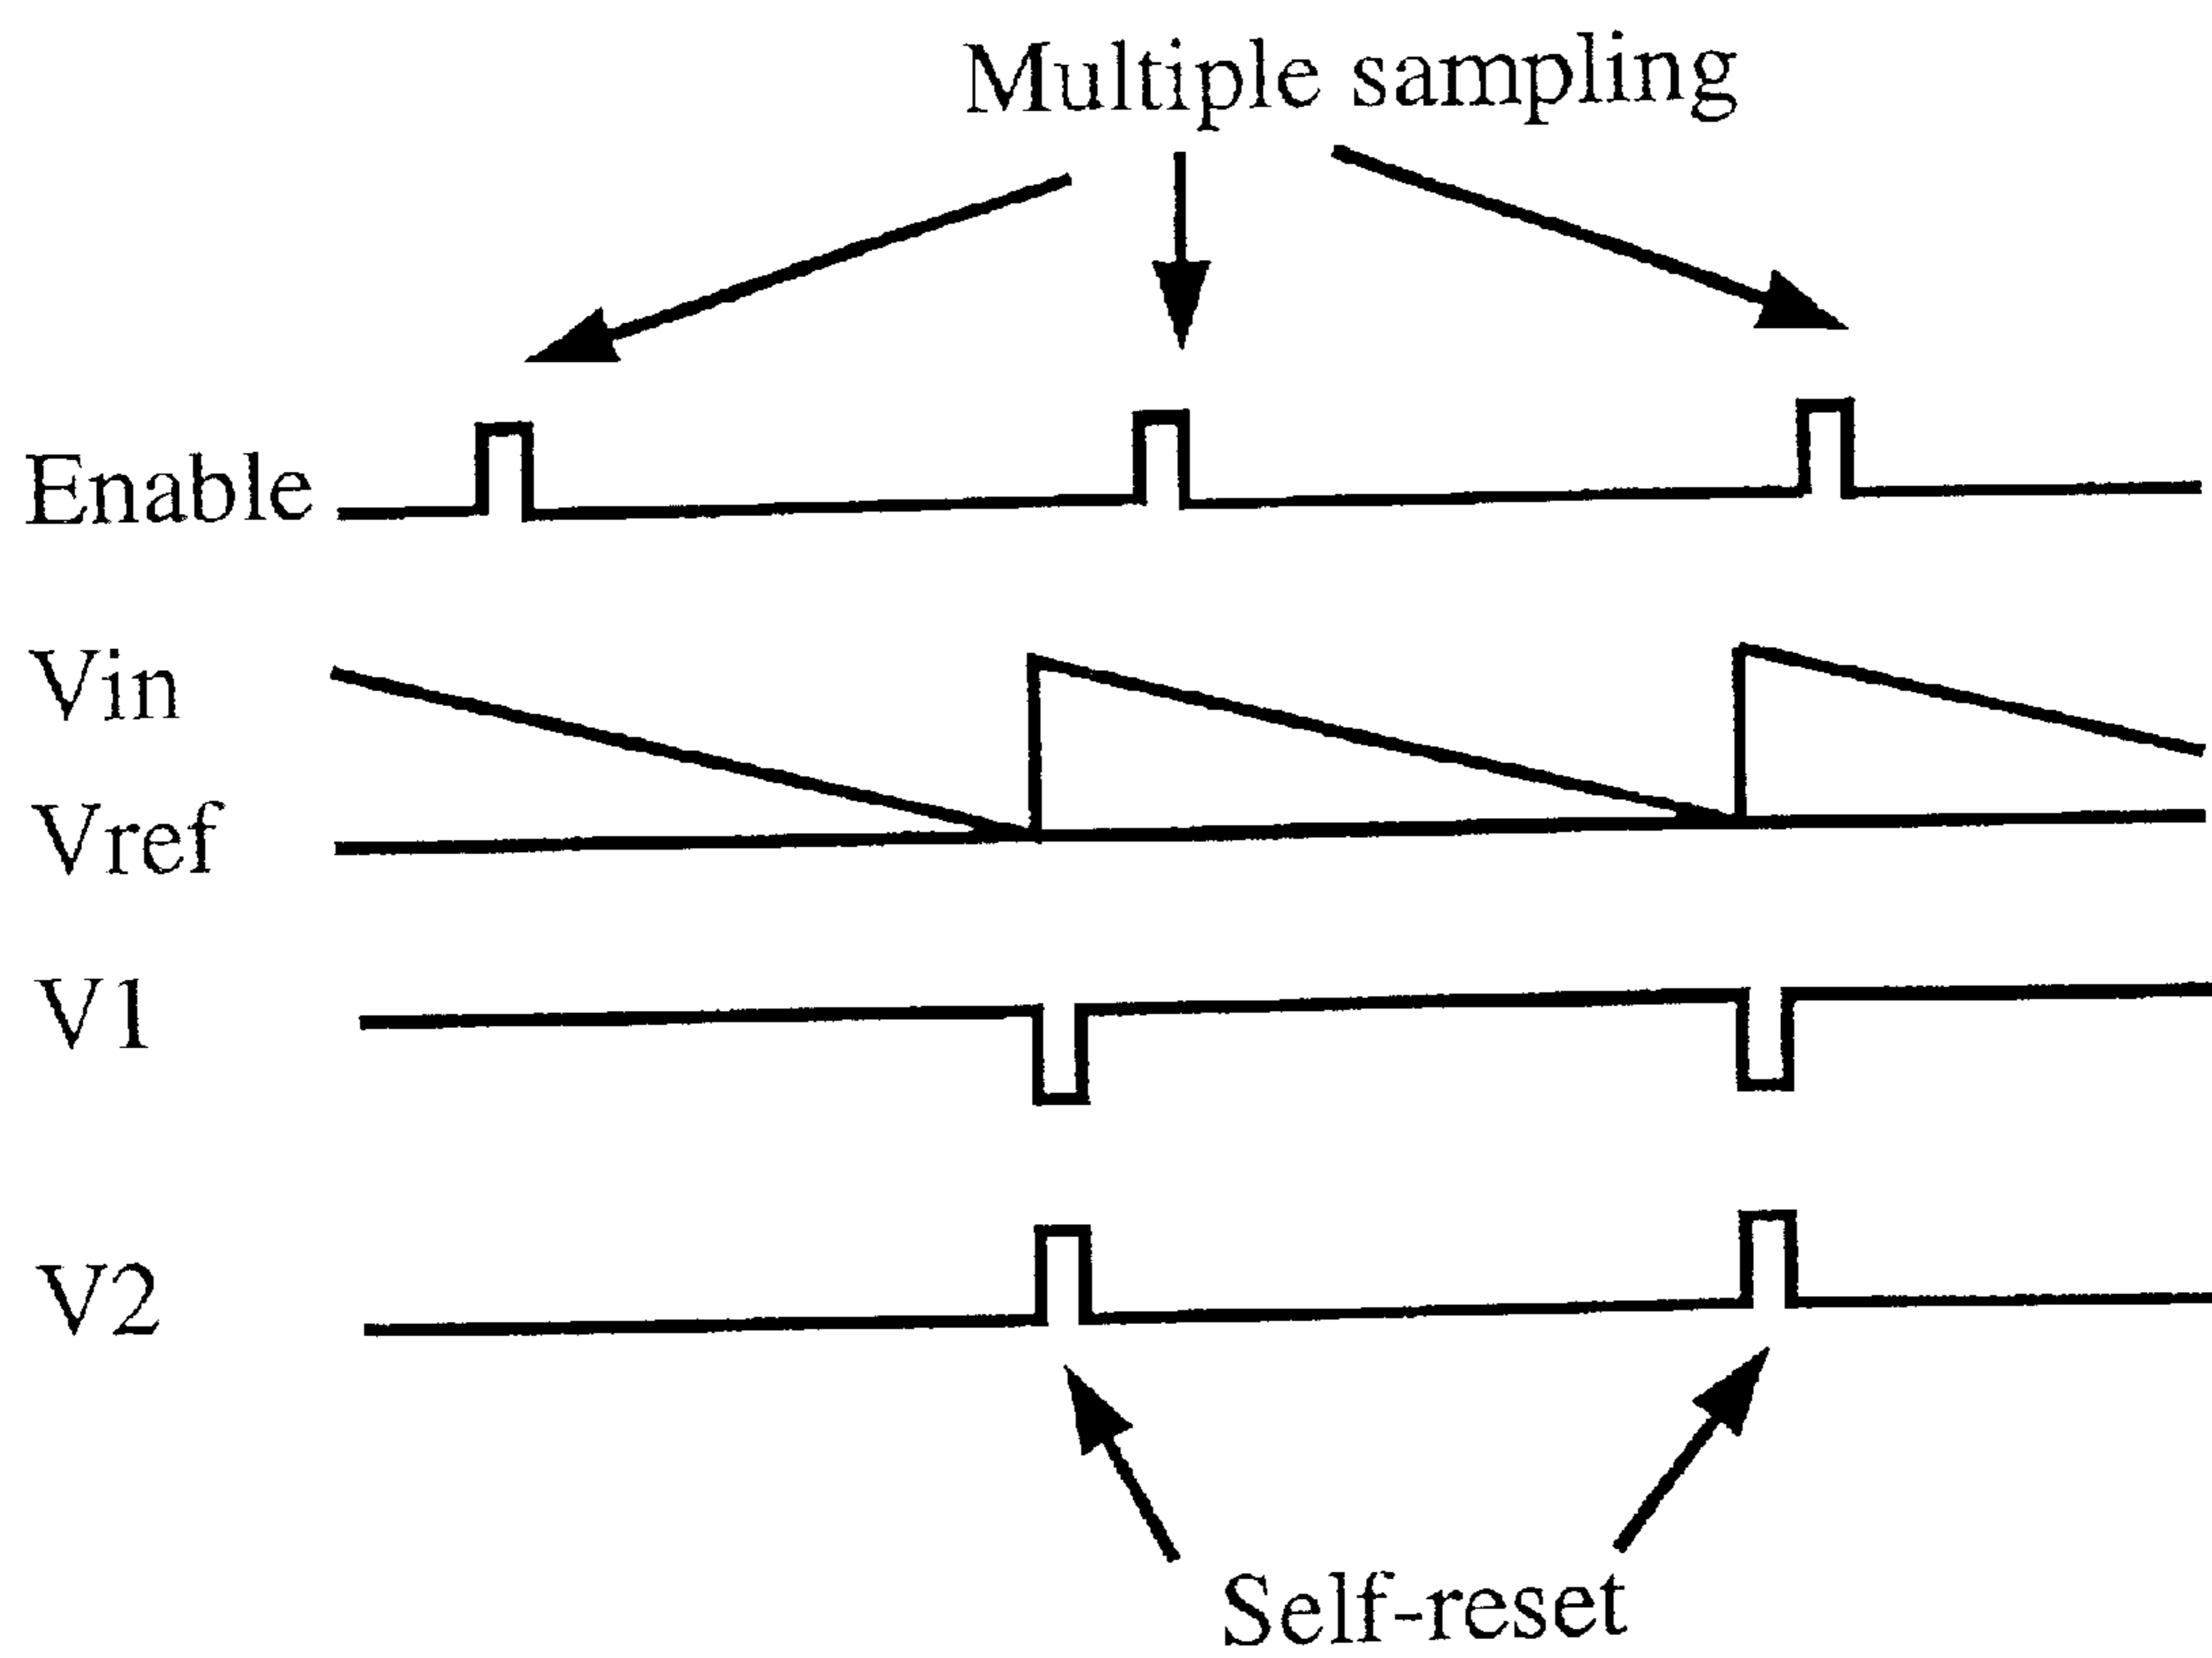 Multiple sampling
Enable
Vin
Vref
V1
V2
Self-reset